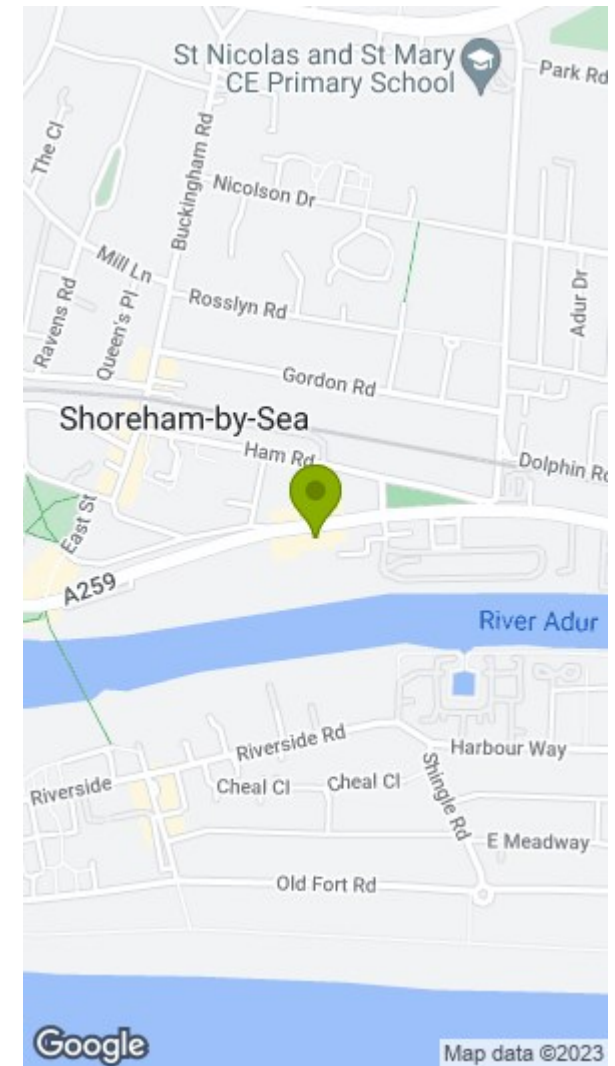 St Nicolas and St Mary
CE Primary School
Park Rd
The Cl
Buckingham Rd
Nicolson Dr
Mill Ln
Adur Dr
Ravens Rd
Queen's Pl
Rosslyn Rd
Gordon Rd
Shoreham-by-Sea
Ham Rd
Dolphin Ro
East St
A259
River Adur
Riverside Rd
Harbour Way
Riverside
Cheal Cl
Cheal Cl
Shingle Rd
E Meadway
Old Fort Rd
Google
Map data ©2023